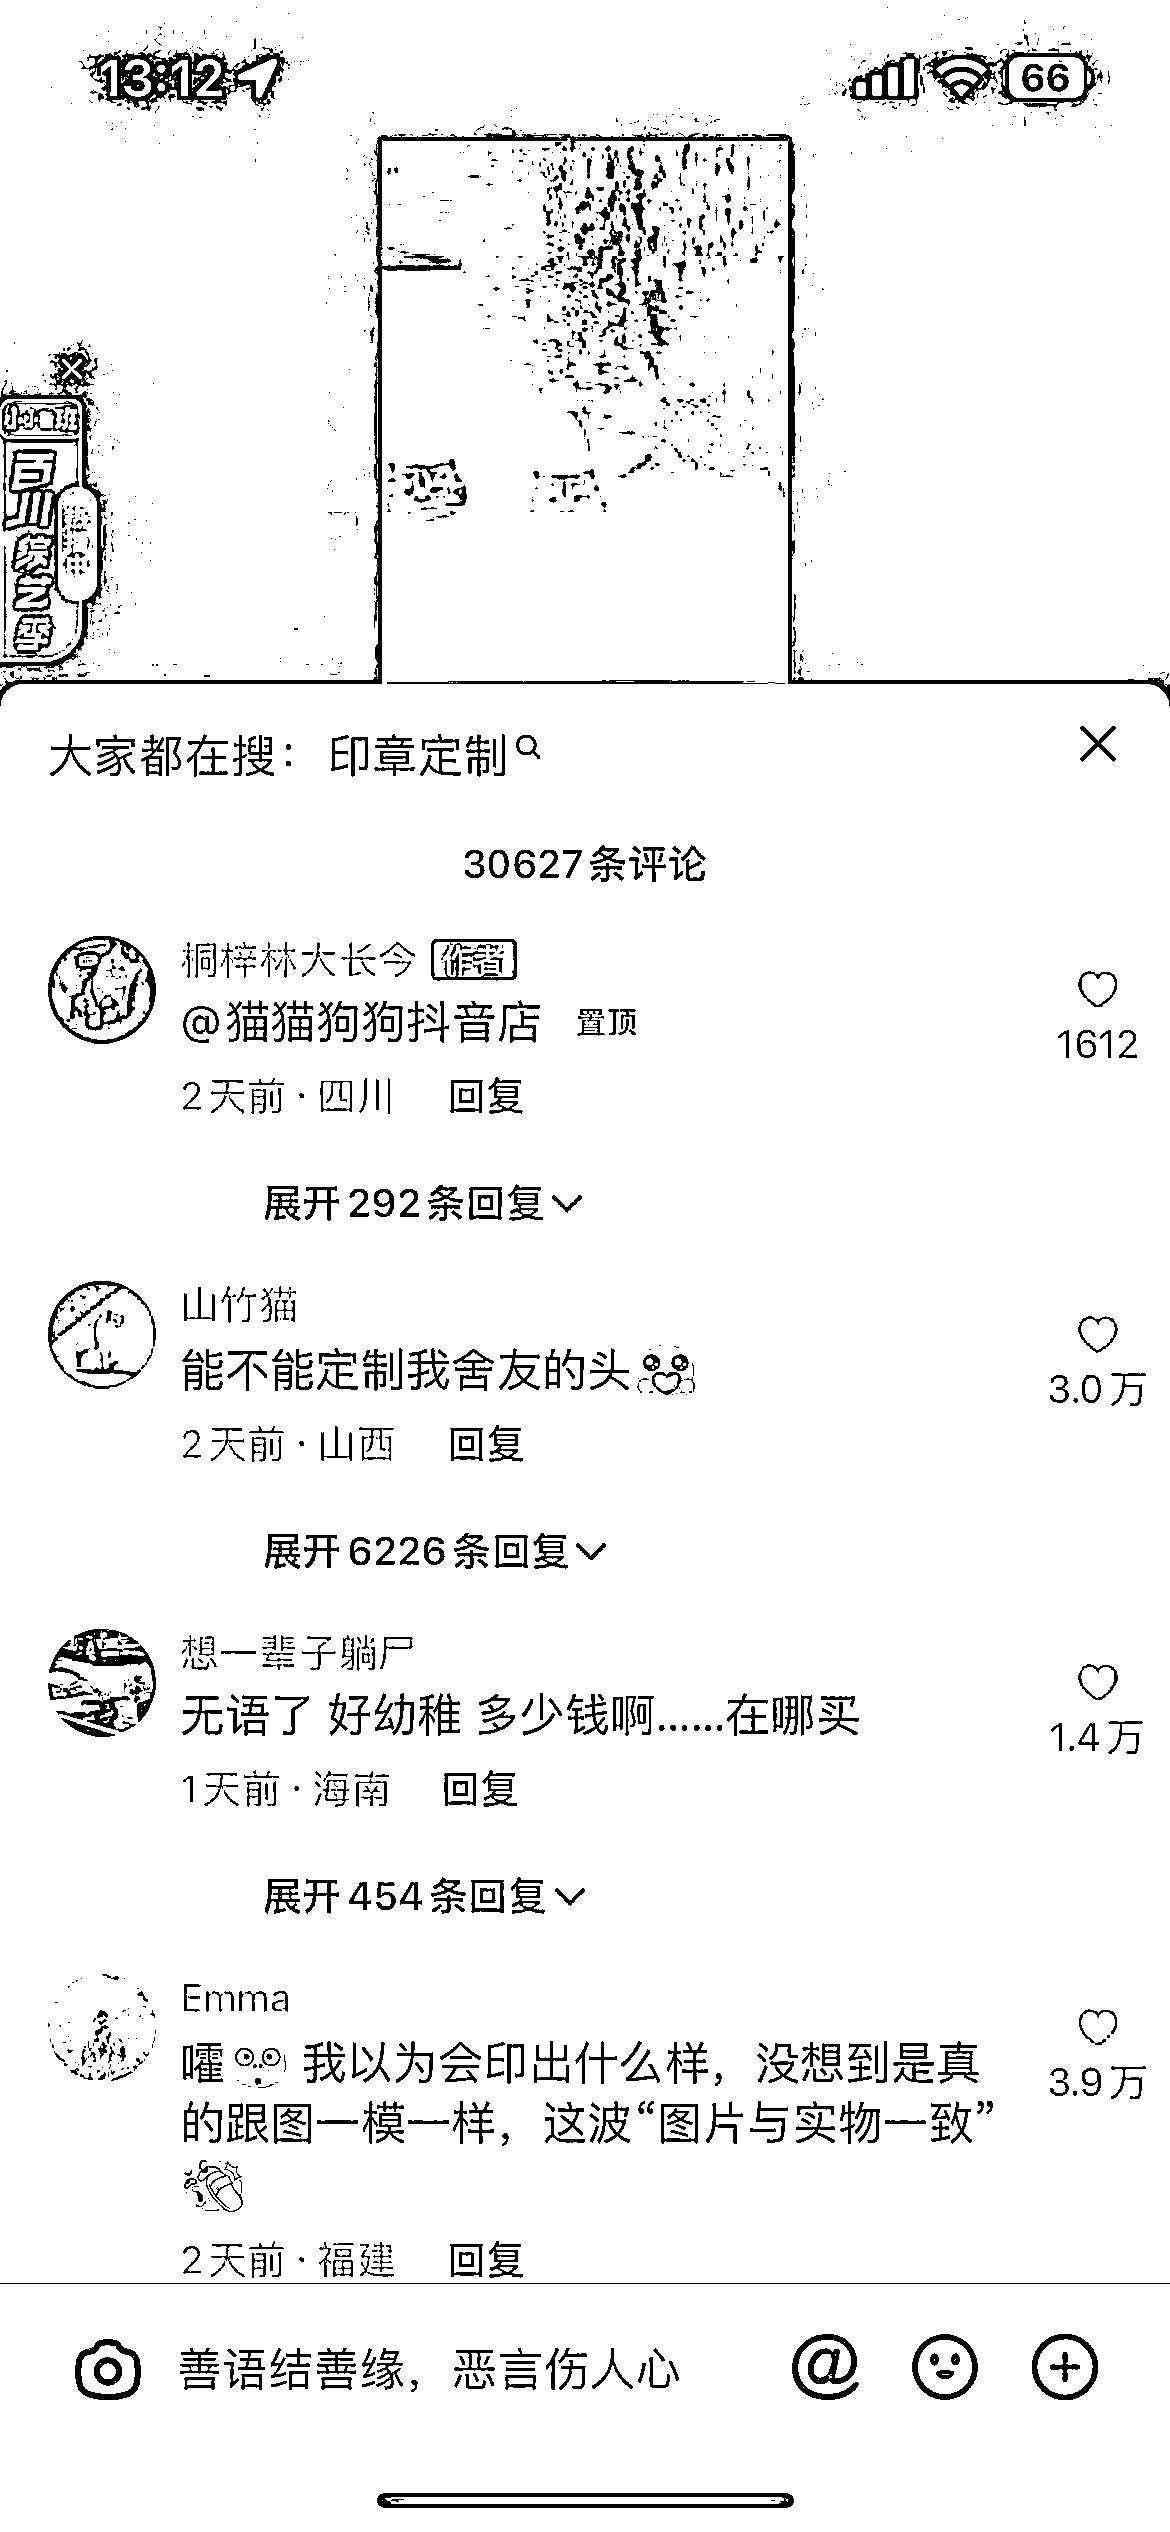 13:12
66
百川
综艺季
大家都在搜： 印章定制
30627条评论
桐梓林大长今 作者
@猫猫狗狗抖音店 置顶
1612
2天前·四川 回复
展开292条回复
山竹猫
能不能定制我舍友的头
3.0万
2天前·山西 回复
展开6226条回复
想一辈子躺尸
无语了 好幼稚 多少钱啊……在哪买
1.4万
1天前·海南 回复
展开454条回复
Emma
嚯 我以为会印出什么样，没想到是真
的跟图一模一样，这波“图片与实物一致”
3.9万
2天前·福建 回复
善语结善缘，恶言伤人心